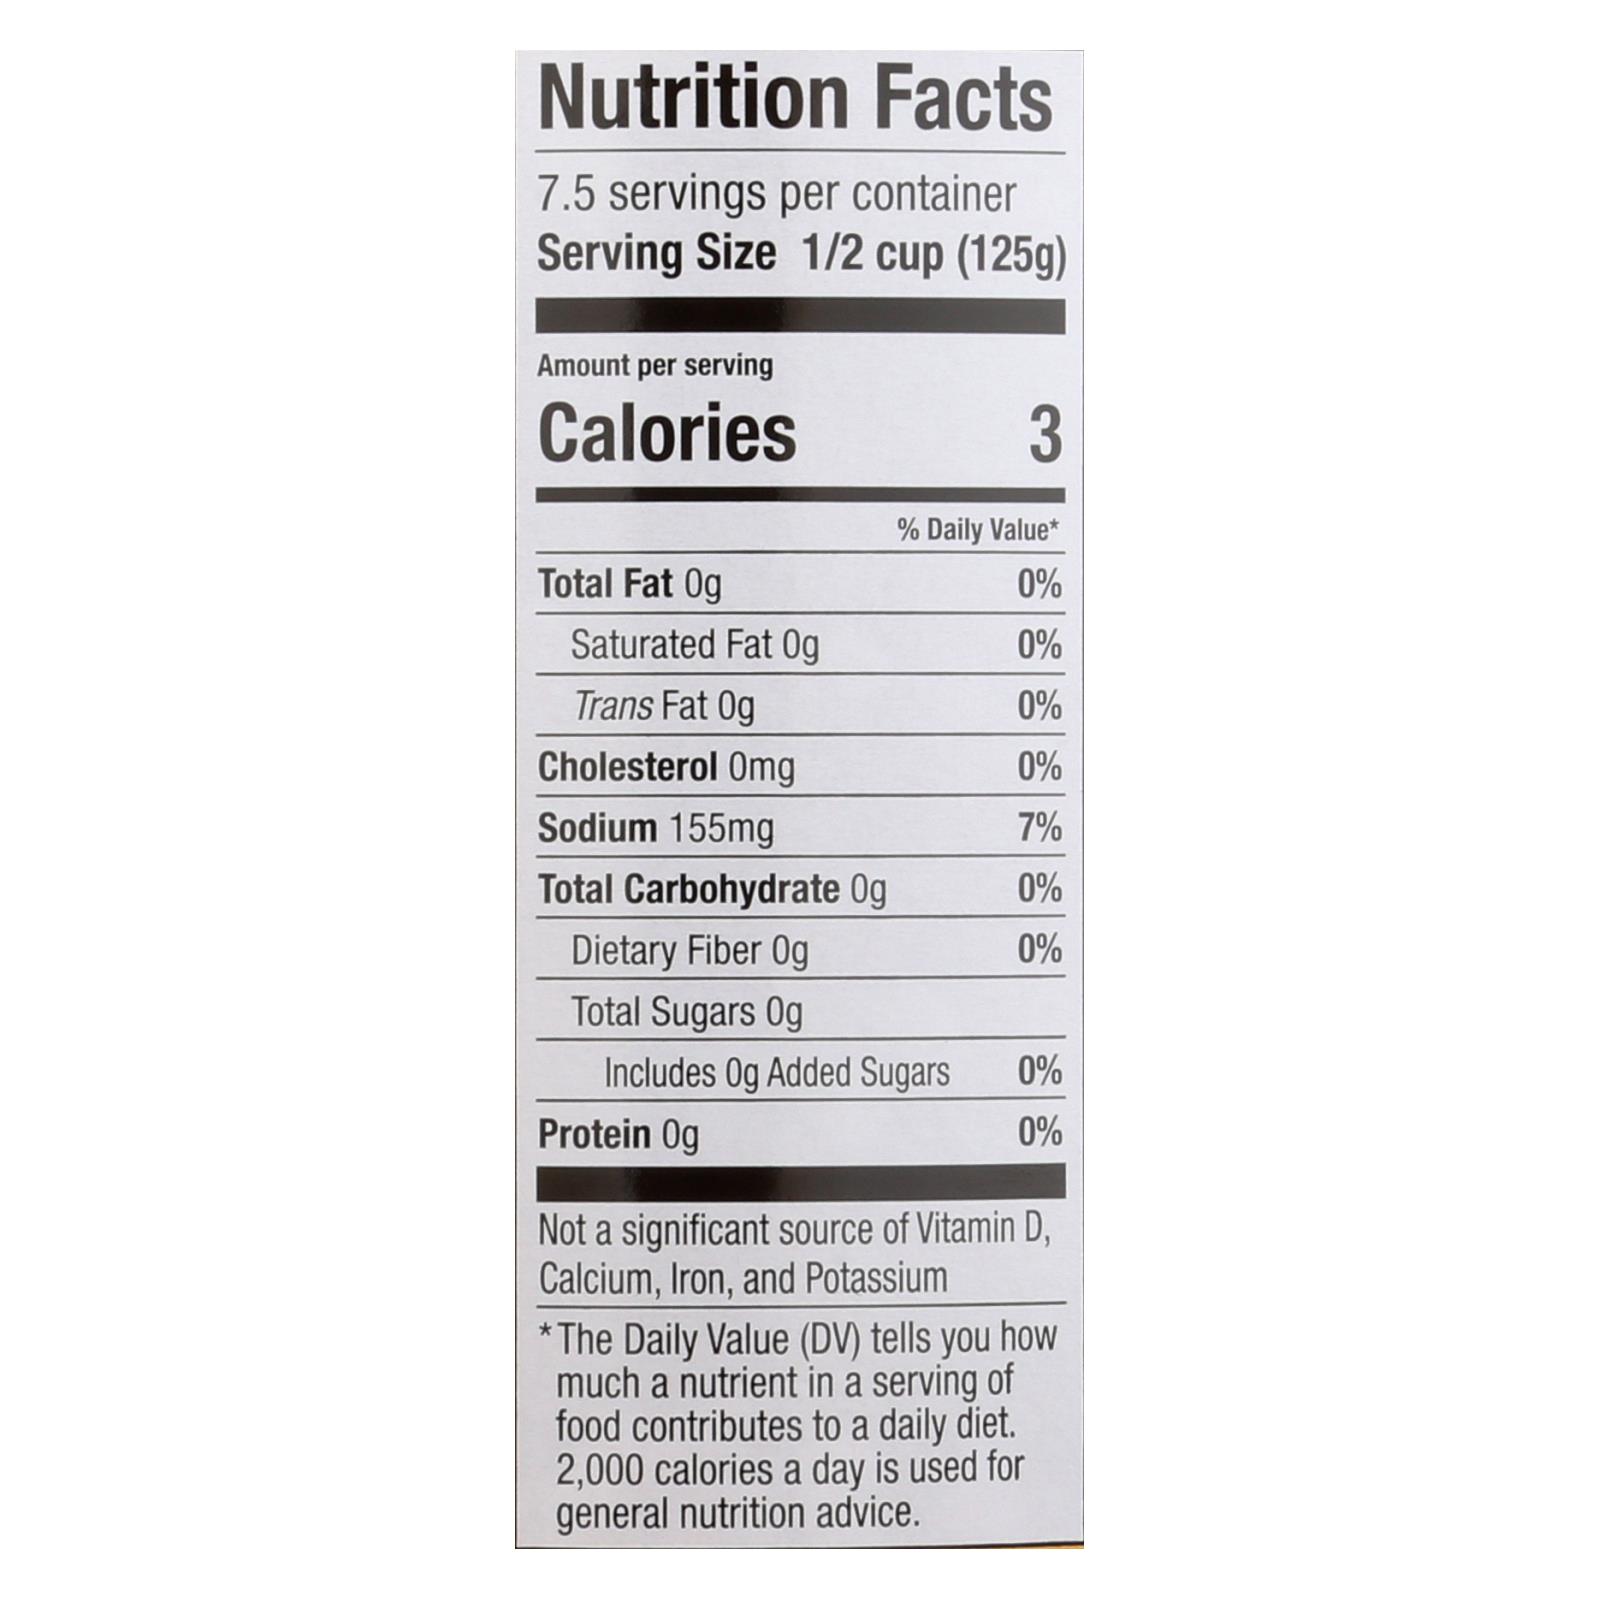 Nutrition Facts
7.5 servings per container
Serving Size 1/2 cup (125g)
Amount per serving
Calories 3
% Daily Value*
Total Fat 0g 0%
Saturated Fat 0g 0%
Trans Fat 0g 0%
Cholesterol 0mg 0%
Sodium 155mg 7%
Total Carbohydrate 0g 0%
Dietary Fiber 0g 0%
Total Sugars 0g
Includes 0g Added Sugars 0%
Protein 0g 0%
Not a significant source of Vitamin D,
Calcium, Iron, and Potassium
*The Daily Value (DV) tells you how
much a nutrient in a serving of
food contributes to a daily diet.
2,000 calories a day is used for
general nutrition advice.